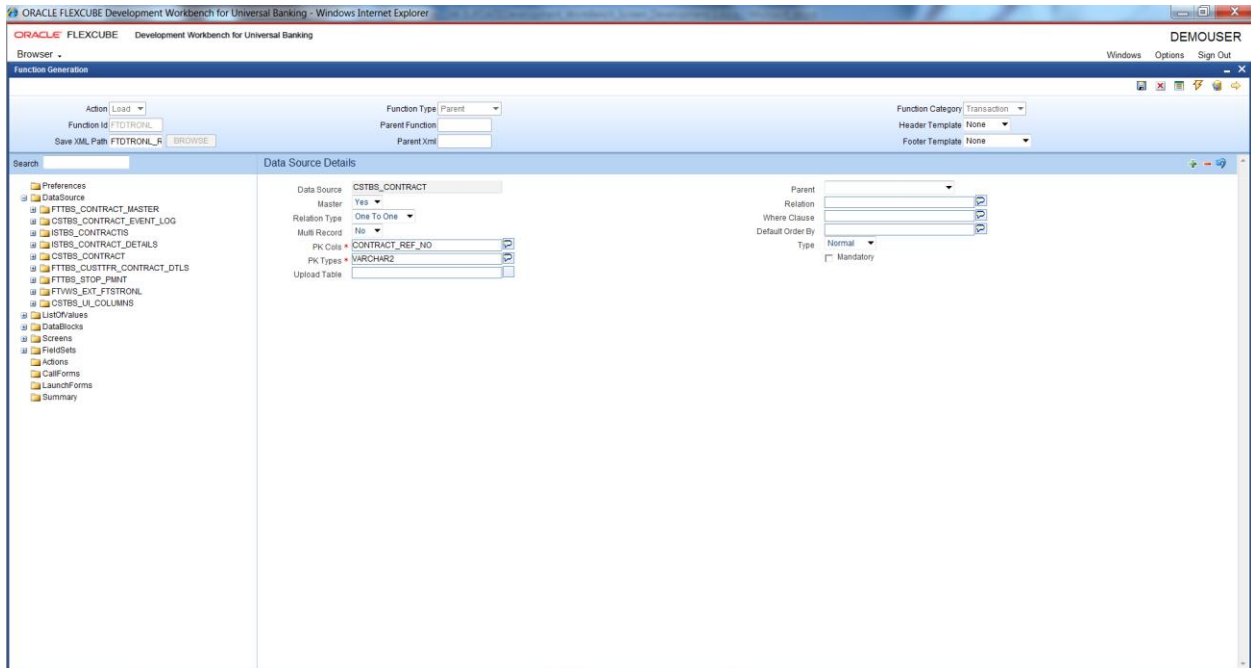 ORACLE FLEXCUBE Development Workbench for Universal Banking - Windows Internet Explorer
ORACLE FLEXCUBE Development Workbench for Universal Banking DEMOUSER
Browser Windows Options Sign Out
Function Generation
Action Load Function Type Parent Function Category Transaction
Function Id FTDTRONL Parent Function Header Template None
Save XML Path FTDTRONL_R BROWSE Parent Xml Footer Template None
Search Data Source Details
Preferences
DataSource
FTTBS_CONTRACT_MASTER
CSTBS_CONTRACT_EVENT_LOG
ISTBS_CONTRACTIS
ISTBS_CONTRACT_DETAILS
CSTBS_CONTRACT
FTTBS_CUSTTFR_CONTRACT_DTLS
FTTBS_STOP_PMNT
FTVWS_EXT_FTSTRONL
CSTBS_UI_COLUMNS
ListOfValues
DataBlocks
Screens
FieldSets
Actions
CallForms
LaunchForms
Summary
Data Source CSTBS_CONTRACT Parent
Master Yes Relation
Relation Type One To One Where Clause
Multi Record No Default Order By
PK Cols * CONTRACT_REF_NO Type Normal
PK Types * VARCHAR2 Mandatory
Upload Table